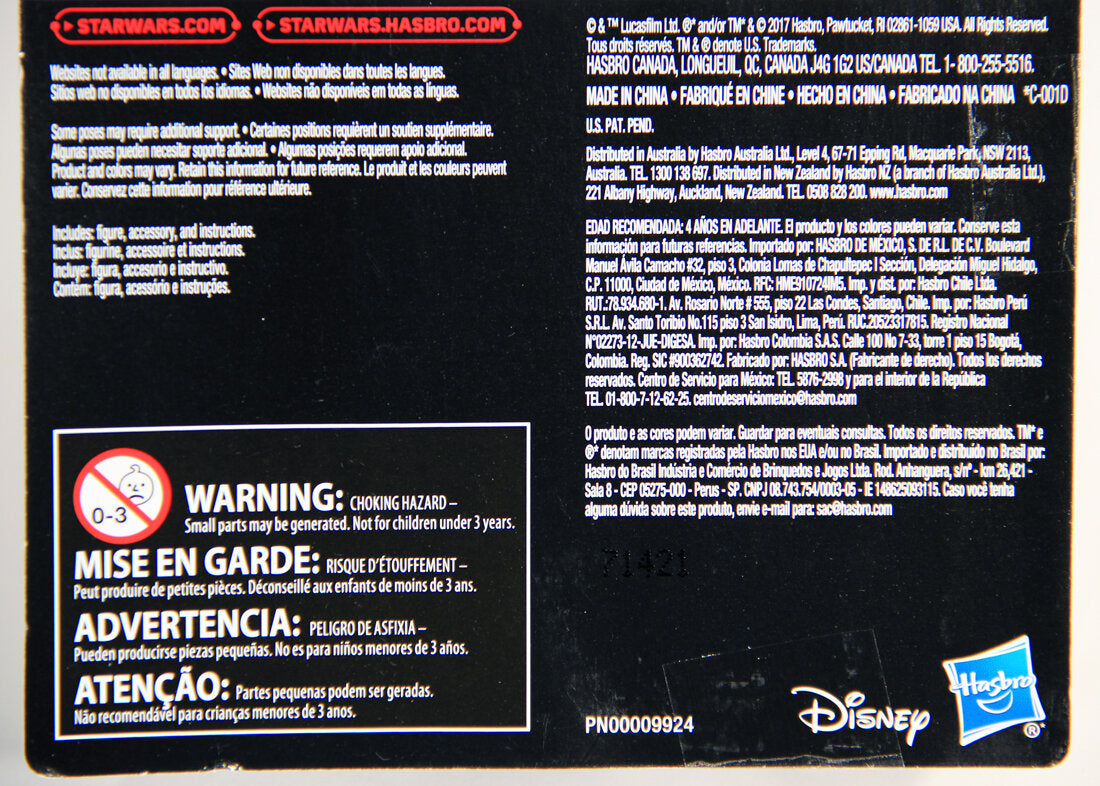 STARWARS.COM
STARWARS.HASBRO.COM
Websites not available in all languages. • Sites Web non disponibles dans toutes les langues.
Sitios web no disponibles en todos los idiomas. • Websites não disponíveis em todas as línguas.
Some poses may require additional support. • Certaines positions requièrent un soutien supplémentaire.
Algunas poses pueden necesitar soporte adicional. • Algumas posições requerem apoio adicional.
Product and colors may vary. Retain this information for future reference. Le produit et les couleurs peuvent
varier. Conservez cette information pour référence ultérieure.
Includes: figure, accessory, and instructions.
Inclus: figurine, accessoire et instructions.
Incluye: figura, accesorio e instructivo.
Contém: figura, acessório e instruções.
0-3
WARNING: CHOKING HAZARD –
Small parts may be generated. Not for children under 3 years.
MISE EN GARDE: RISQUE D'ÉTOUFFEMENT –
Peut produire de petites pièces. Déconseillé aux enfants de moins de 3 ans.
ADVERTENCIA: PELIGRO DE ASFIXIA –
Pueden producirse piezas pequeñas. No es para niños menores de 3 años.
ATENÇÃO: Partes pequenas podem ser geradas.
Não recomendável para crianças menores de 3 anos.
© & ™ Lucasfilm Ltd. ®* and/or TM* & © 2017 Hasbro, Pawtucket, RI 02861-1059 USA. All Rights Reserved.
Tous droits réservés. TM & ® denote U.S. Trademarks.
HASBRO CANADA, LONGUEUIL, QC, CANADA J4G 1G2 US/CANADA TEL. 1- 800-255-5516.
MADE IN CHINA • FABRIQUÉ EN CHINE • HECHO EN CHINA • FABRICADO NA CHINA *C-001D
U.S. PAT. PEND.
Distributed in Australia by Hasbro Australia Ltd., Level 4, 67-71 Epping Rd, Macquarie Park, NSW 2113,
Australia. TEL. 1300 138 697. Distributed in New Zealand by Hasbro NZ (a branch of Hasbro Australia Ltd.),
221 Albany Highway, Auckland, New Zealand. TEL. 0508 828 200. www.hasbro.com
EDAD RECOMENDADA: 4 AÑOS EN ADELANTE. El producto y los colores pueden variar. Conserve esta
información para futuras referencias. Importado por: HASBRO DE MÉXICO, S. DE R.L. DE C.V. Boulevard
Manuel Ávila Camacho #32, piso 3, Colonia Lomas de Chapultepec I Sección, Delegación Miguel Hidalgo,
C.P. 11000, Ciudad de México, México. RFC: HME910724IM5. Imp. y dist. por: Hasbro Chile Ltda.
RUT.:78.934.680-1. Av. Rosario Norte # 555, piso 22 Las Condes, Santiago, Chile. Imp. por: Hasbro Perú
S.R.L. Av. Santo Toribio No.115 piso 3 San Isidro, Lima, Perú. RUC.20523317815. Registro Nacional
N°02273-12-JUE-DIGESA. Imp. por: Hasbro Colombia S.A.S. Calle 100 No 7-33, torre 1 piso 15 Bogotá,
Colombia. Reg. SIC #900362742. Fabricado por: HASBRO S.A. (Fabricante de derecho). Todos los derechos
reservados. Centro de Servicio para México: TEL. 5876-2998 y para el interior de la República
TEL. 01-800-7-12-62-25. centrodeserviciomexico@hasbro.com
O produto e as cores podem variar. Guardar para eventuais consultas. Todos os direitos reservados. TM* e
®* denotam marcas registradas pela Hasbro nos EUA e/ou no Brasil. Importado e distribuído no Brasil por:
Hasbro do Brasil Indústria e Comércio de Brinquedos e Jogos Ltda. Rod. Anhanguera, s/nº - km 26,421 -
Sala 8 - CEP 05275-000 - Perus - SP. CNPJ 08.743.754/0003-05 - IE 148625093115. Caso você tenha
alguma dúvida sobre este produto, envie e-mail para: sac@hasbro.com
71421
PN00009924
Disney
Hasbro
®*